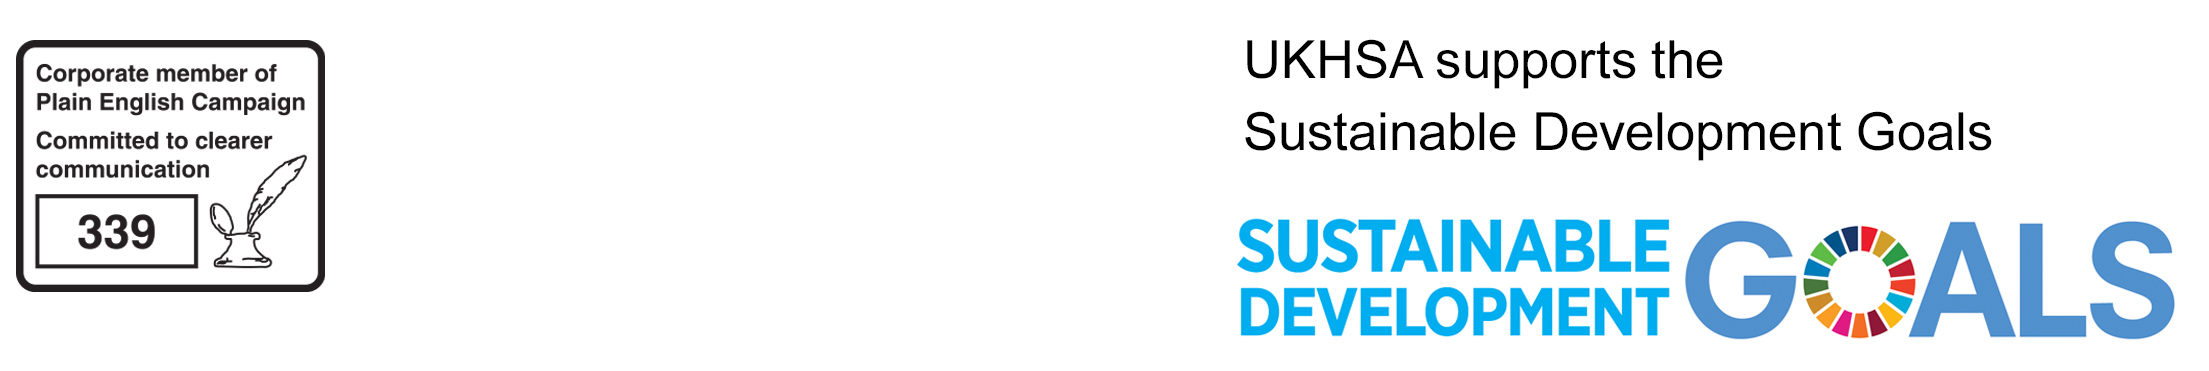 Corporate member of
Plain English Campaign
Committed to clearer
communication
339
UKHSA supports the
Sustainable Development Goals
SUSTAINABLE
DEVELOPMENT
GOALS